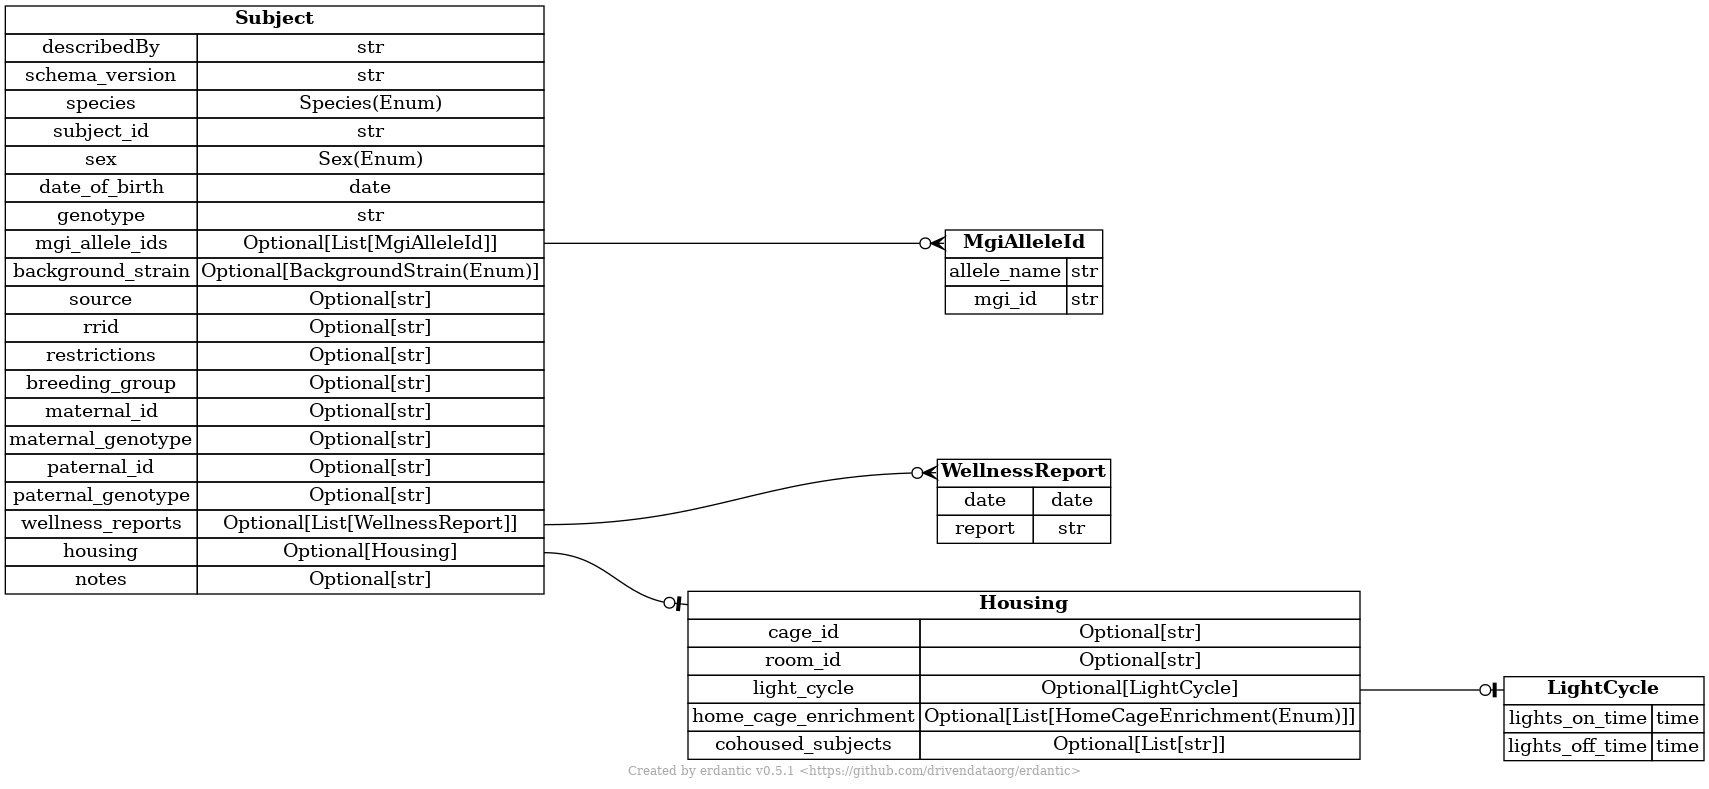 Subject
describedBy str
schema_version str
species Species(Enum)
subject_id str
sex Sex(Enum)
date_of_birth date
genotype str
mgi_allele_ids Optional[List[MgiAlleleId]]
background_strain Optional[BackgroundStrain(Enum)]
source Optional[str]
rrid Optional[str]
restrictions Optional[str]
breeding_group Optional[str]
maternal_id Optional[str]
maternal_genotype Optional[str]
paternal_id Optional[str]
paternal_genotype Optional[str]
wellness_reports Optional[List[WellnessReport]]
housing Optional[Housing]
notes Optional[str]
MgiAlleleId
allele_name str
mgi_id str
WellnessReport
date date
report str
Housing
cage_id Optional[str]
room_id Optional[str]
light_cycle Optional[LightCycle]
home_cage_enrichment Optional[List[HomeCageEnrichment(Enum)]]
cohoused_subjects Optional[List[str]]
LightCycle
lights_on_time time
lights_off_time time
Created by erdantic v0.5.1 <https://github.com/drivendataorg/erdantic>